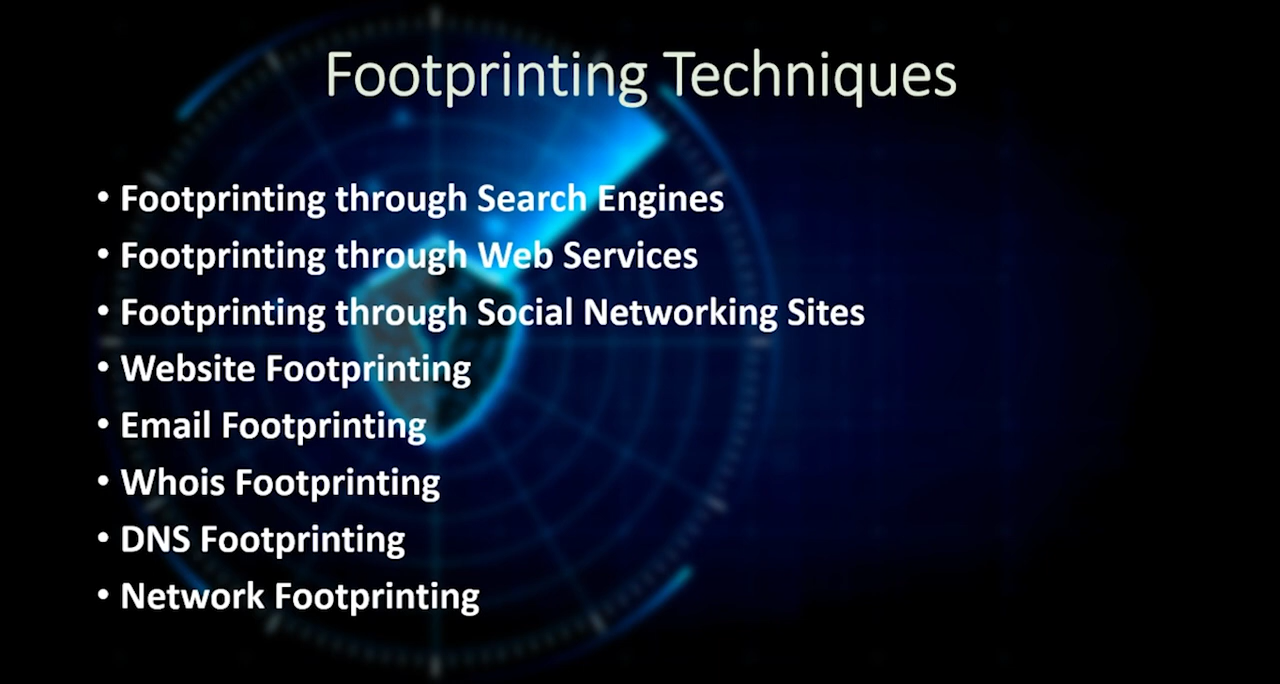 Footprinting Techniques
• Footprinting through Search Engines
• Footprinting through Web Services
• Footprinting through Social Networking Sites
• Website Footprinting
• Email Footprinting
• Whois Footprinting
• DNS Footprinting
• Network Footprinting